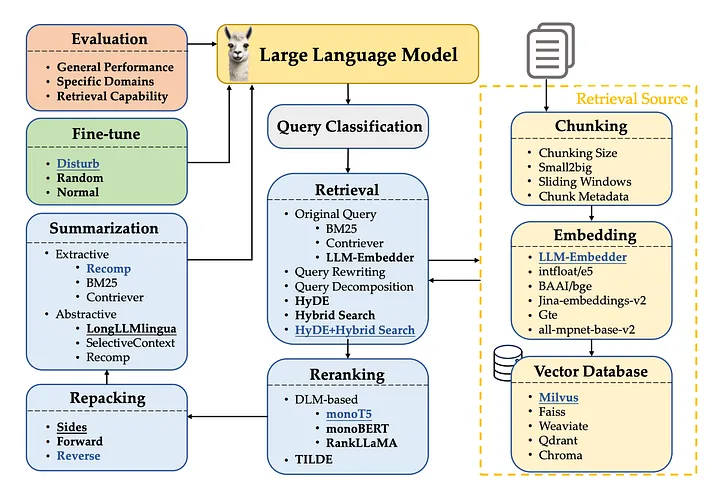 Evaluation
• General Performance
• Specific Domains
• Retrieval Capability
Large Language Model
Fine-tune
• Disturb
• Random
• Normal
Query Classification
Retrieval
• Original Query
• BM25
• Contriever
• LLM-Embedder
• Query Rewriting
• Query Decomposition
• HyDE
• Hybrid Search
• HyDE+Hybrid Search
Reranking
• DLM-based
• monoT5
• monoBERT
• RankLLaMA
• TILDE
Repacking
• Sides
• Forward
• Reverse
Summarization
• Extractive
• Recomp
• BM25
• Contriever
• Abstractive
• LongLLMlingua
• SelectiveContext
• Recomp
Retrieval Source
Chunking
• Chunking Size
• Small2big
• Sliding Windows
• Chunk Metadata
Embedding
• LLM-Embedder
• intfloat/e5
• BAAI/bge
• Jina-embeddings-v2
• Gte
• all-mpnet-base-v2
Vector Database
• Milvus
• Faiss
• Weaviate
• Qdrant
• Chroma